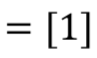 = [1]